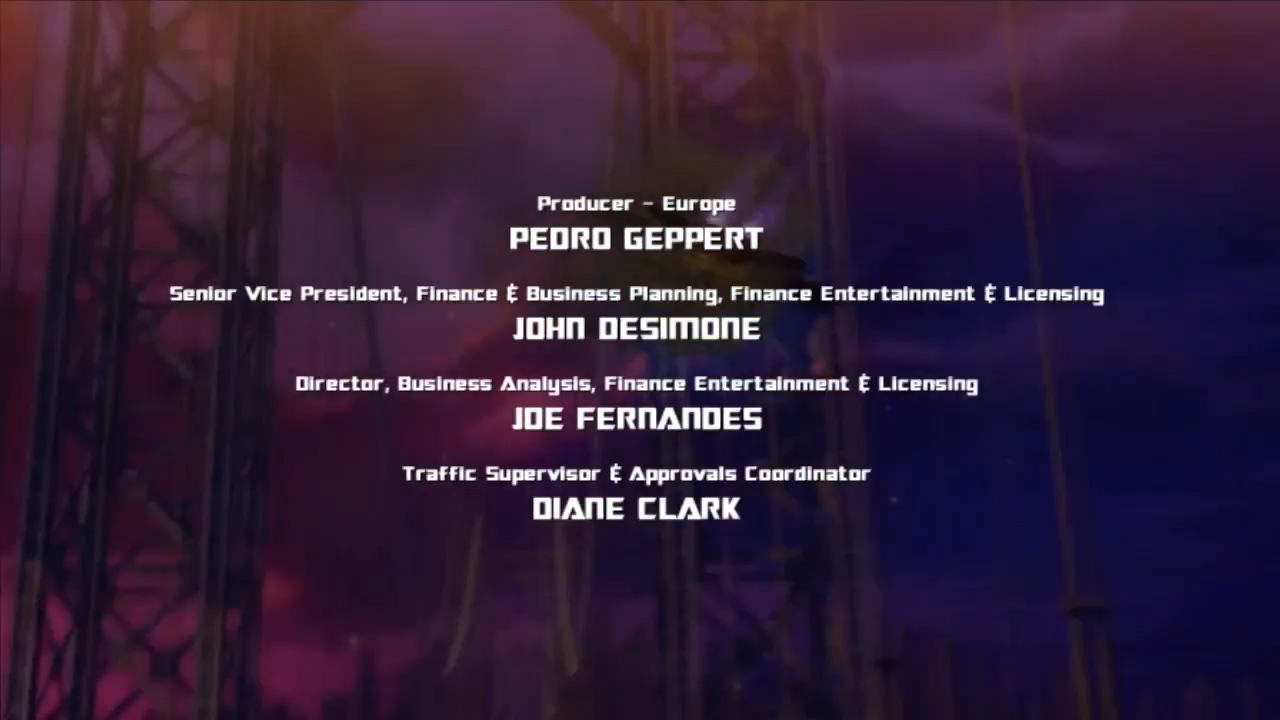 Producer - Europe
PEDRO GEPPERT
Senior Vice President, Finance & Business Planning, Finance Entertainment & Licensing
JOHN DESIMONE
Director, Business Analysis, Finance Entertainment & Licensing
JOE FERNANDES
Traffic Supervisor & Approvals Coordinator
DIANE CLARK